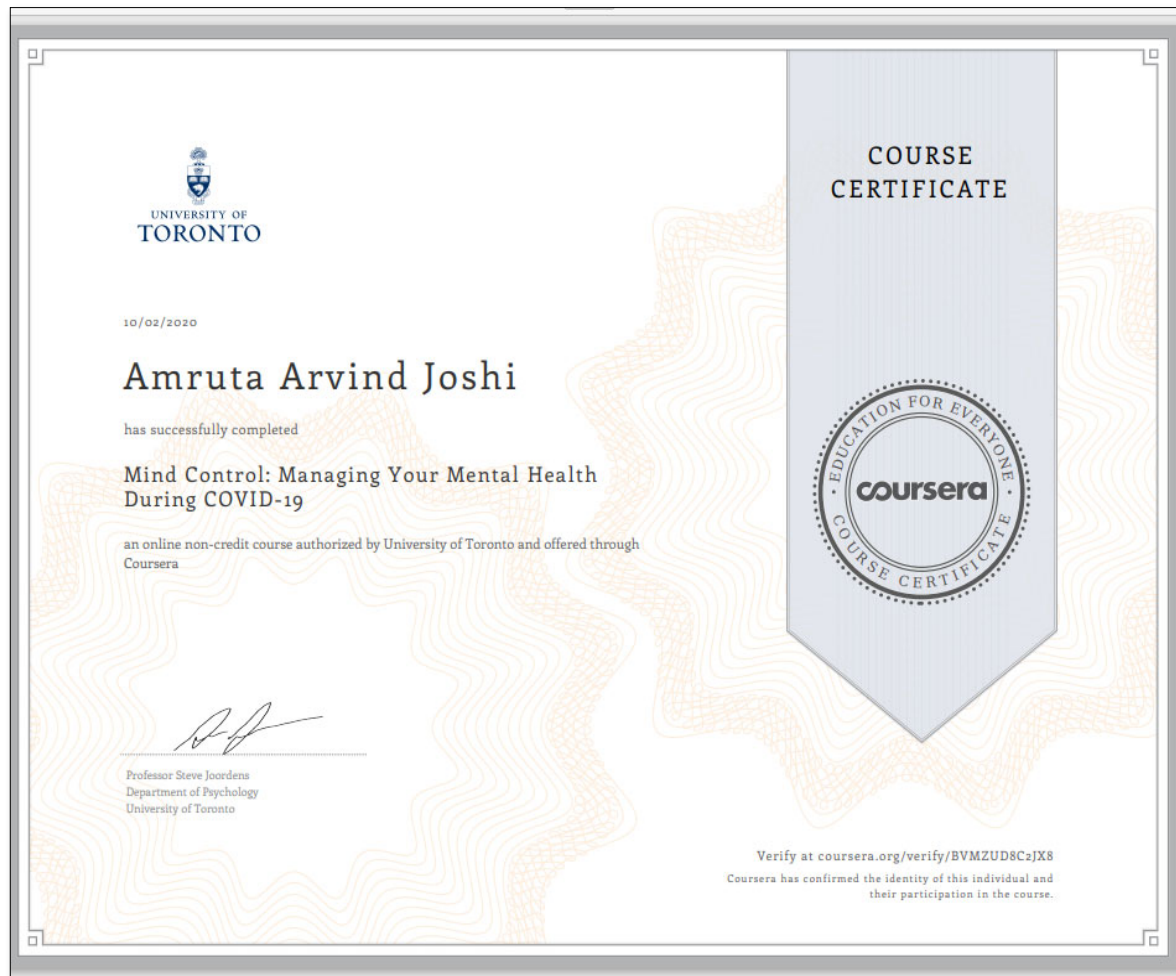 UNIVERSITY OF
TORONTO
10/02/2020
Amruta Arvind Joshi
has successfully completed
Mind Control: Managing Your Mental Health
During COVID-19
an online non-credit course authorized by University of Toronto and offered through
Coursera
Professor Steve Joordens
Department of Psychology
University of Toronto
COURSE
CERTIFICATE
EDUCATION FOR EVERYONE
coursera
COURSE CERTIFICATE
Verify at coursera.org/verify/BVMZUD8C2JX8
Coursera has confirmed the identity of this individual and
their participation in the course.